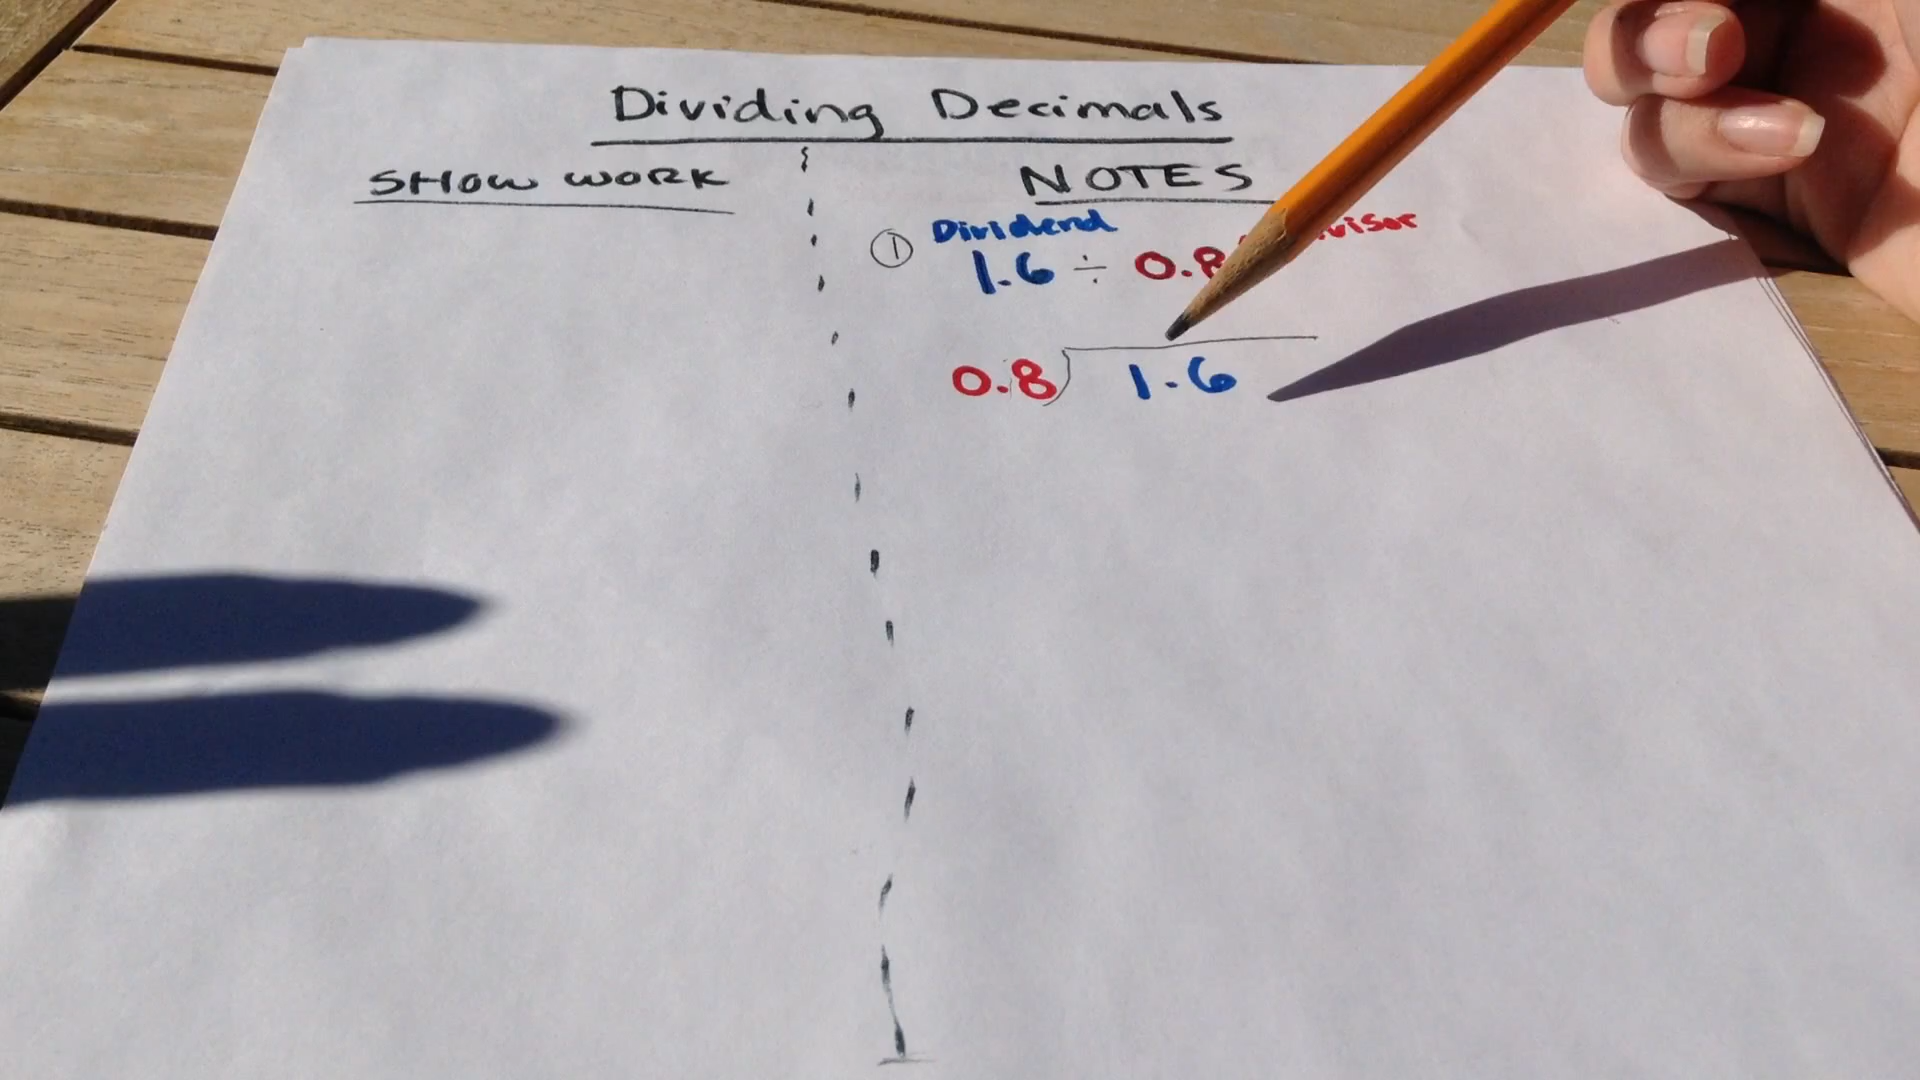 Dividing Decimals
SHOW WORK
NOTES
① Dividend
1.6 ÷ 0.8
0.8) 1.6